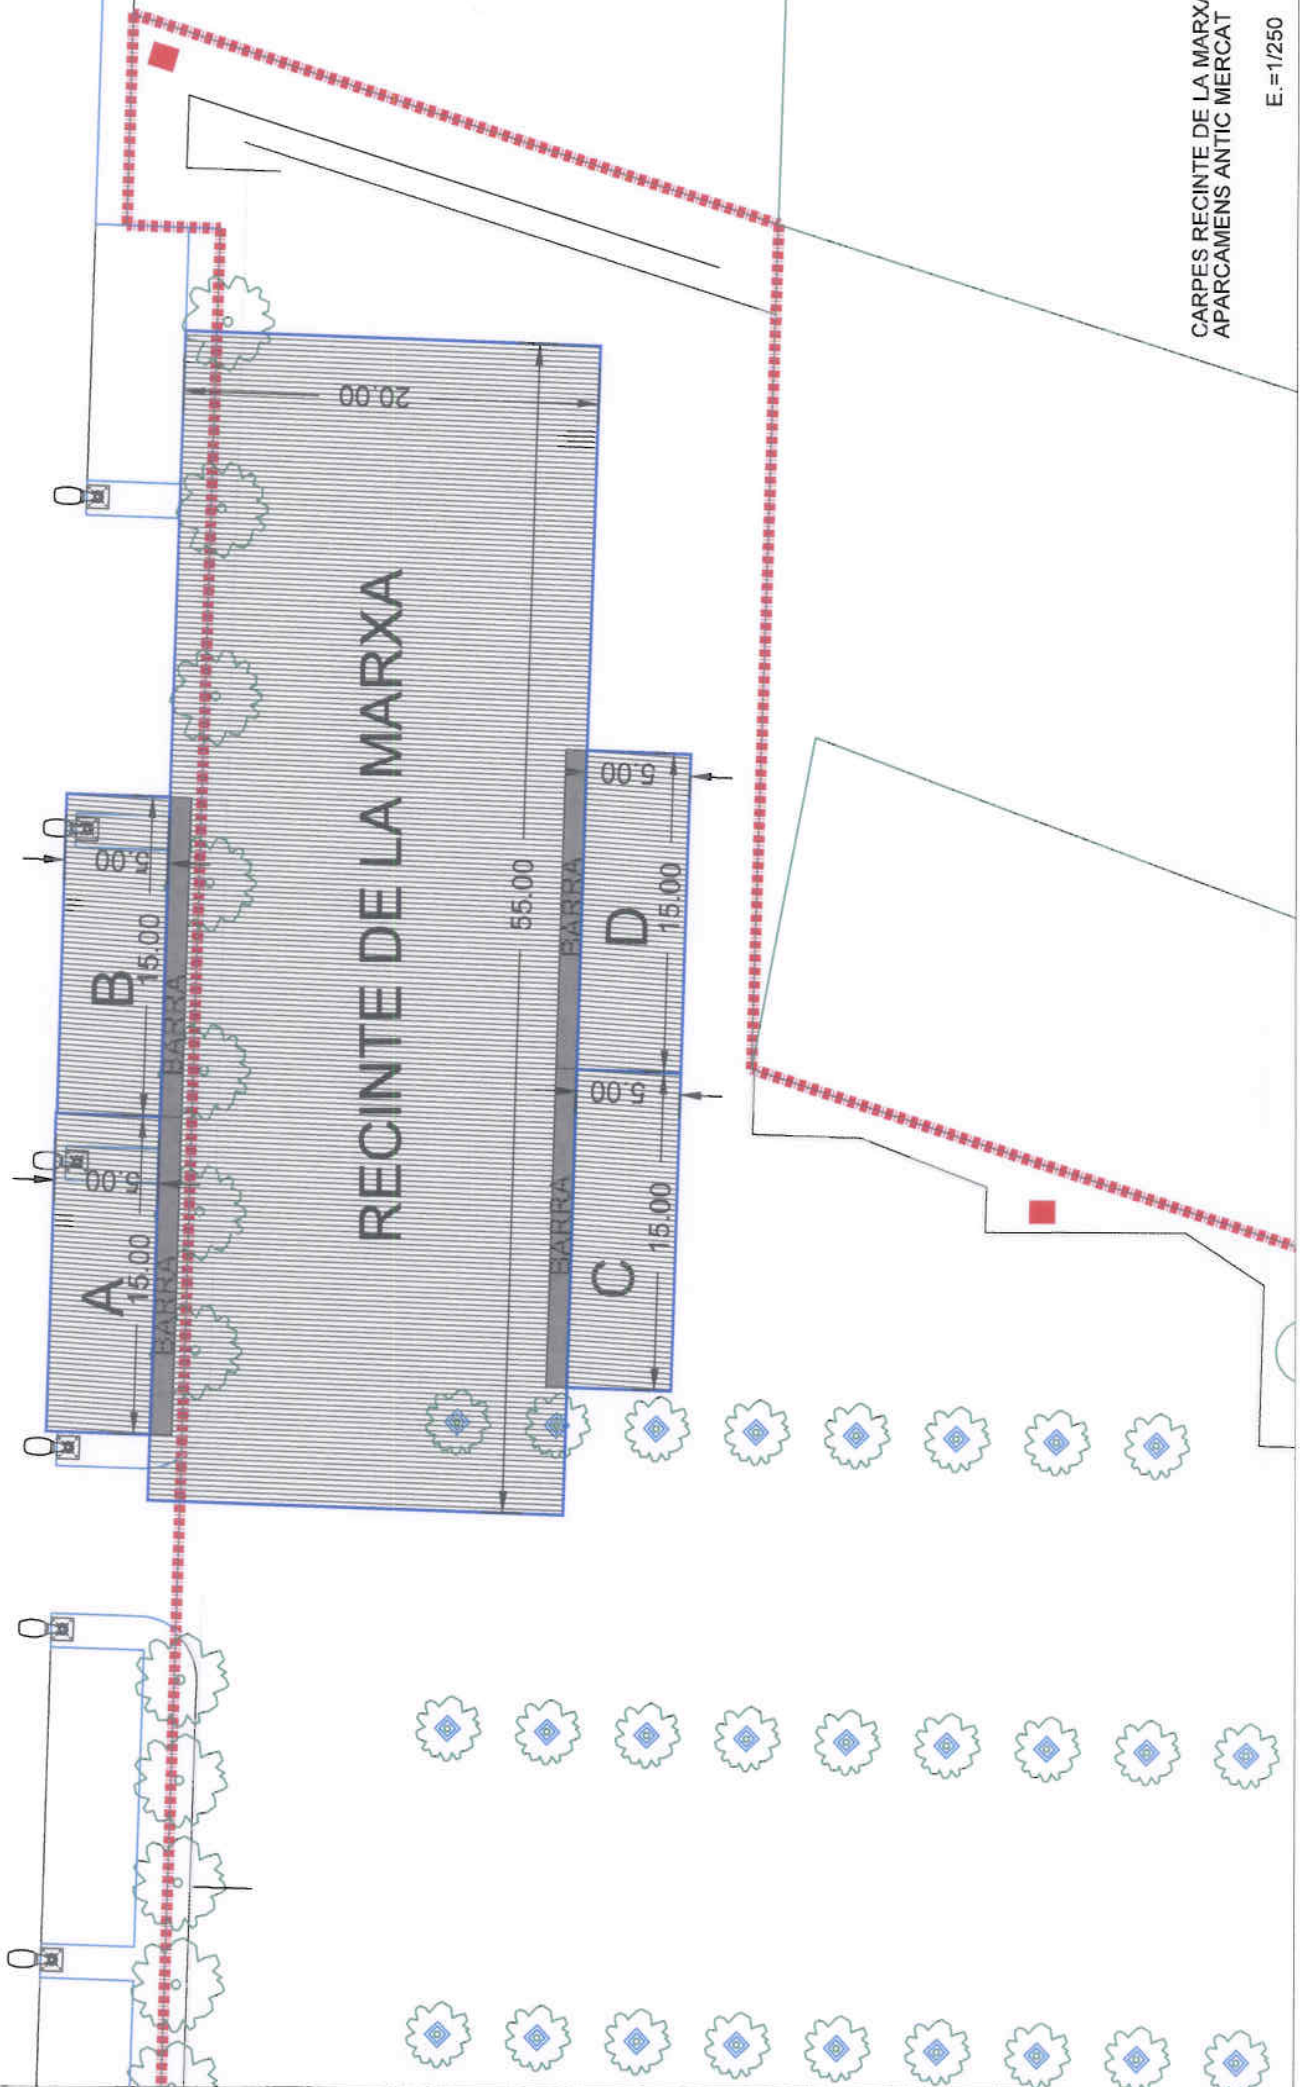 CARPES RECINTE DE LA MARXA
APARCAMENS ANTIC MERCAT
E.=1/250
RECINTE DE LA MARXA
20.00
55.00
A
15.00
5.00
BARRA
B
15.00
5.00
BARRA
C
15.00
5.00
BARRA
D
15.00
5.00
BARRA